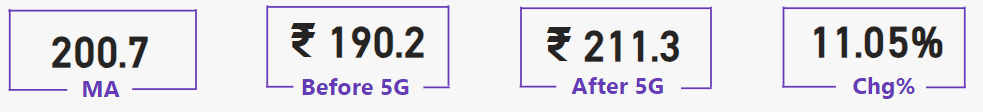 200.7
MA
₹ 190.2
Before 5G
₹ 211.3
After 5G
11.05%
Chg%